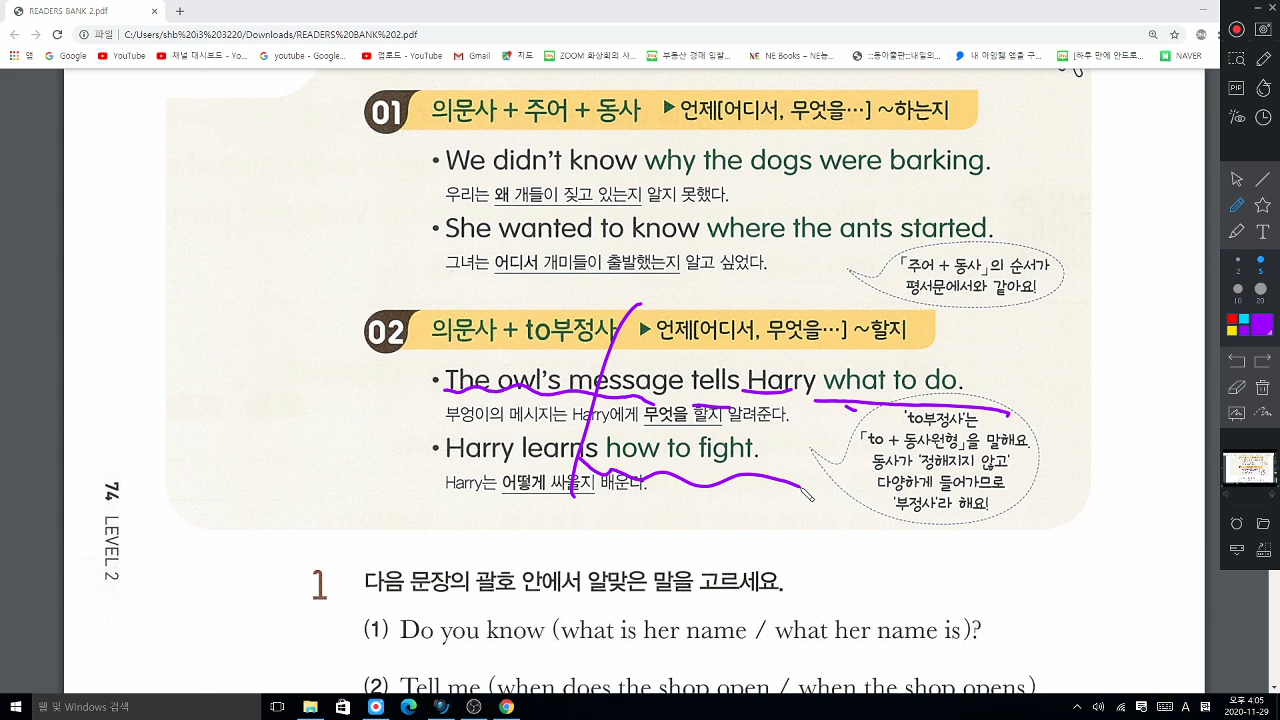 READERS BANK 2.pdf
파일 | C:/Users/shb%20i3%203220/Downloads/READERS%20BANK%202.pdf
앱 Google YouTube 채널 대시보드 - Yo... youtube - Google... 업로드 - YouTube Gmail 지도 ZOOM 화상회의 사... 부동산 경매 입찰... NE Books – NE능... :::동아출판:::내일의... 내 아임웹 앱을 구... [하루 만에 안드로... NAVER
01 의문사 + 주어 + 동사 ▶언제[어디서, 무엇을…] ~하는지
• We didn't know why the dogs were barking.
우리는 왜 개들이 짖고 있는지 알지 못했다.
• She wanted to know where the ants started.
그녀는 어디서 개미들이 출발했는지 알고 싶었다.
「주어 + 동사」의 순서가
평서문에서와 같아요!
02 의문사 + to부정사 ▶언제[어디서, 무엇을…] ~할지
• The owl's message tells Harry what to do.
부엉이의 메시지는 Harry에게 무엇을 할지 알려준다.
• Harry learns how to fight.
Harry는 어떻게 싸울지 배운다.
'to부정사'는
「to + 동사원형」을 말해요.
동사가 '정해지지 않고'
다양하게 들어가므로
'부정사'라 해요!
74 LEVEL 2
1 다음 문장의 괄호 안에서 알맞은 말을 고르세요.
(1) Do you know (what is her name / what her name is)?
(2) Tell me (when does the shop open / when the shop opens)
PIP
T
2 5
10 20
웹 및 Windows 검색
A 오후 4:05
2020-11-29